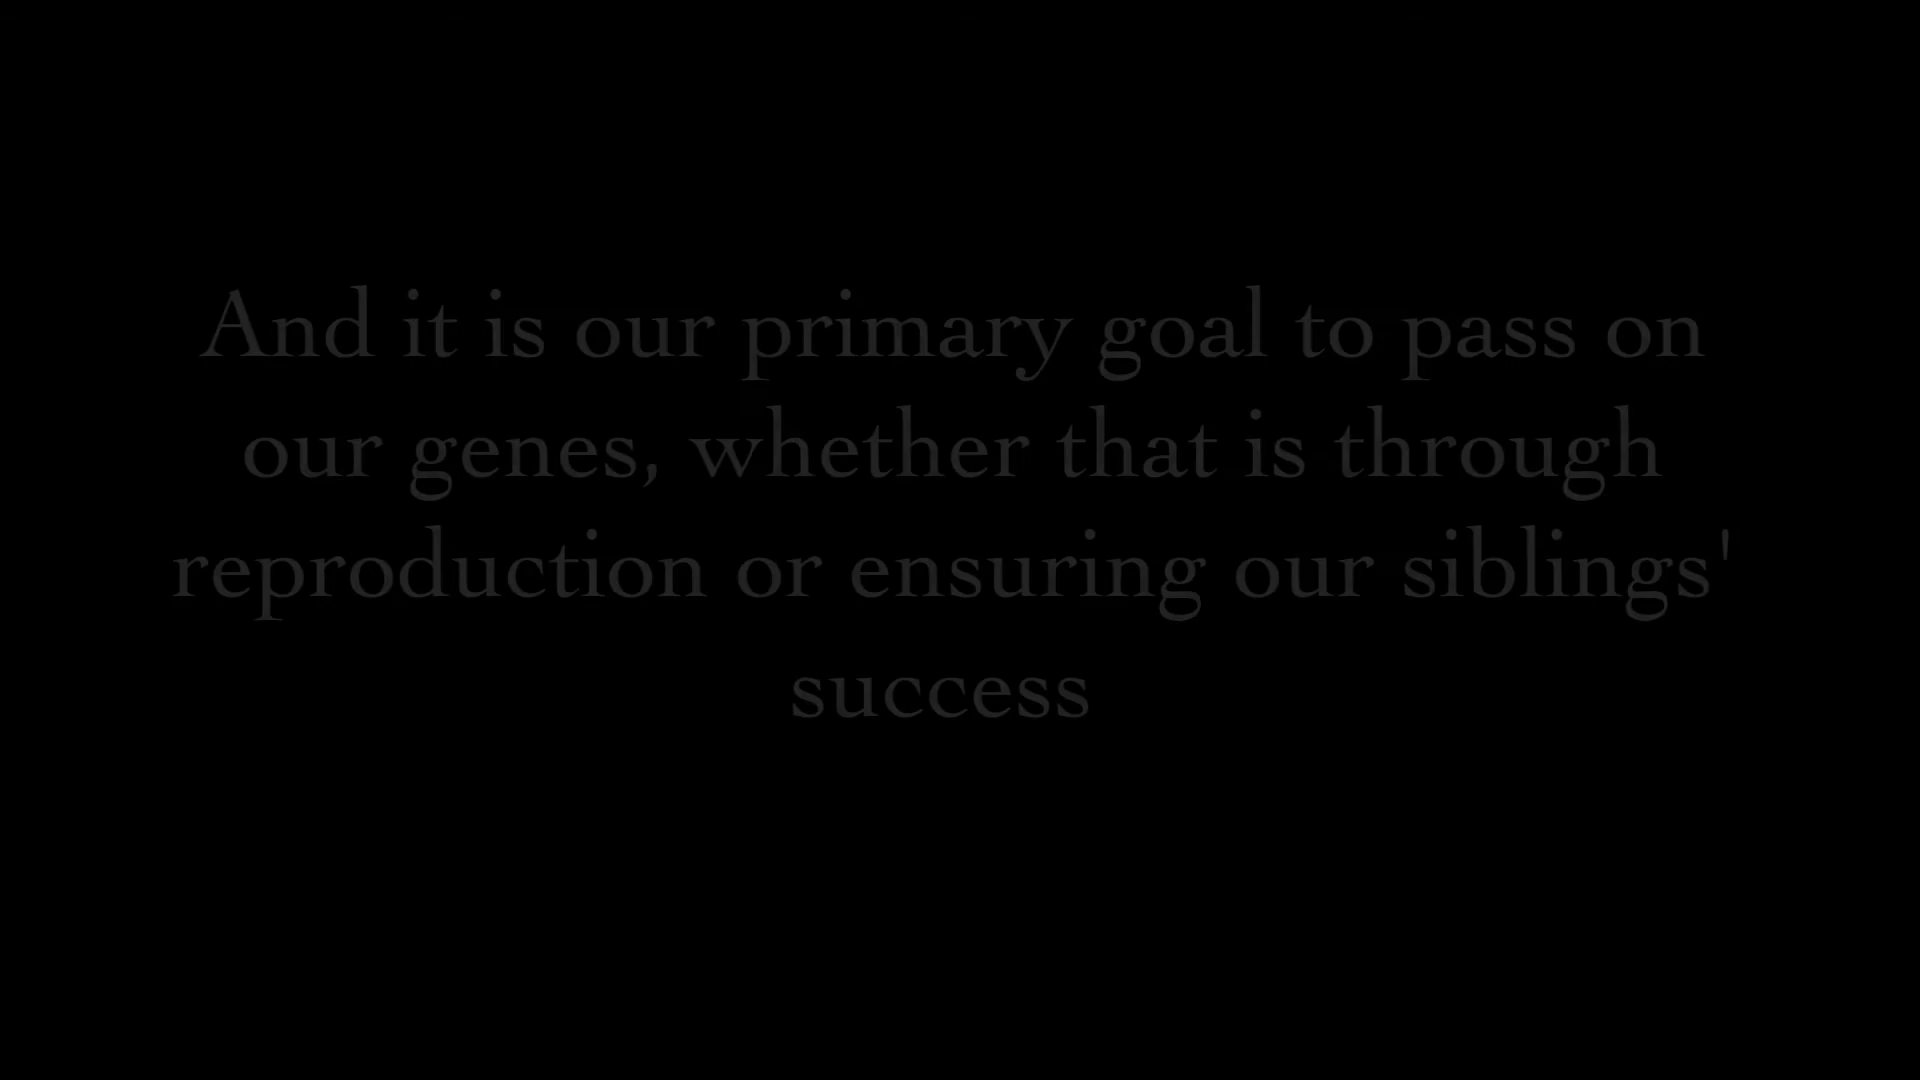 And it is our primary goal to pass on
our genes, whether that is through
reproduction or ensuring our siblings'
success